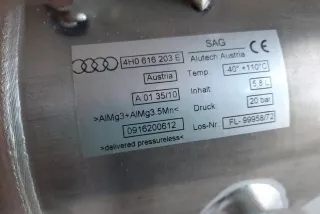 4H0 616 203 E
Austria
A 01 35/10
>AlMg3+AlMg3.5Mn<
0916200612
>delivered pressureless<
SAG CE
Alutech Austria
Temp. -40° +110°C
Inhalt 5,8 L
Druck 20 bar
Los-Nr. FL- 99958/72